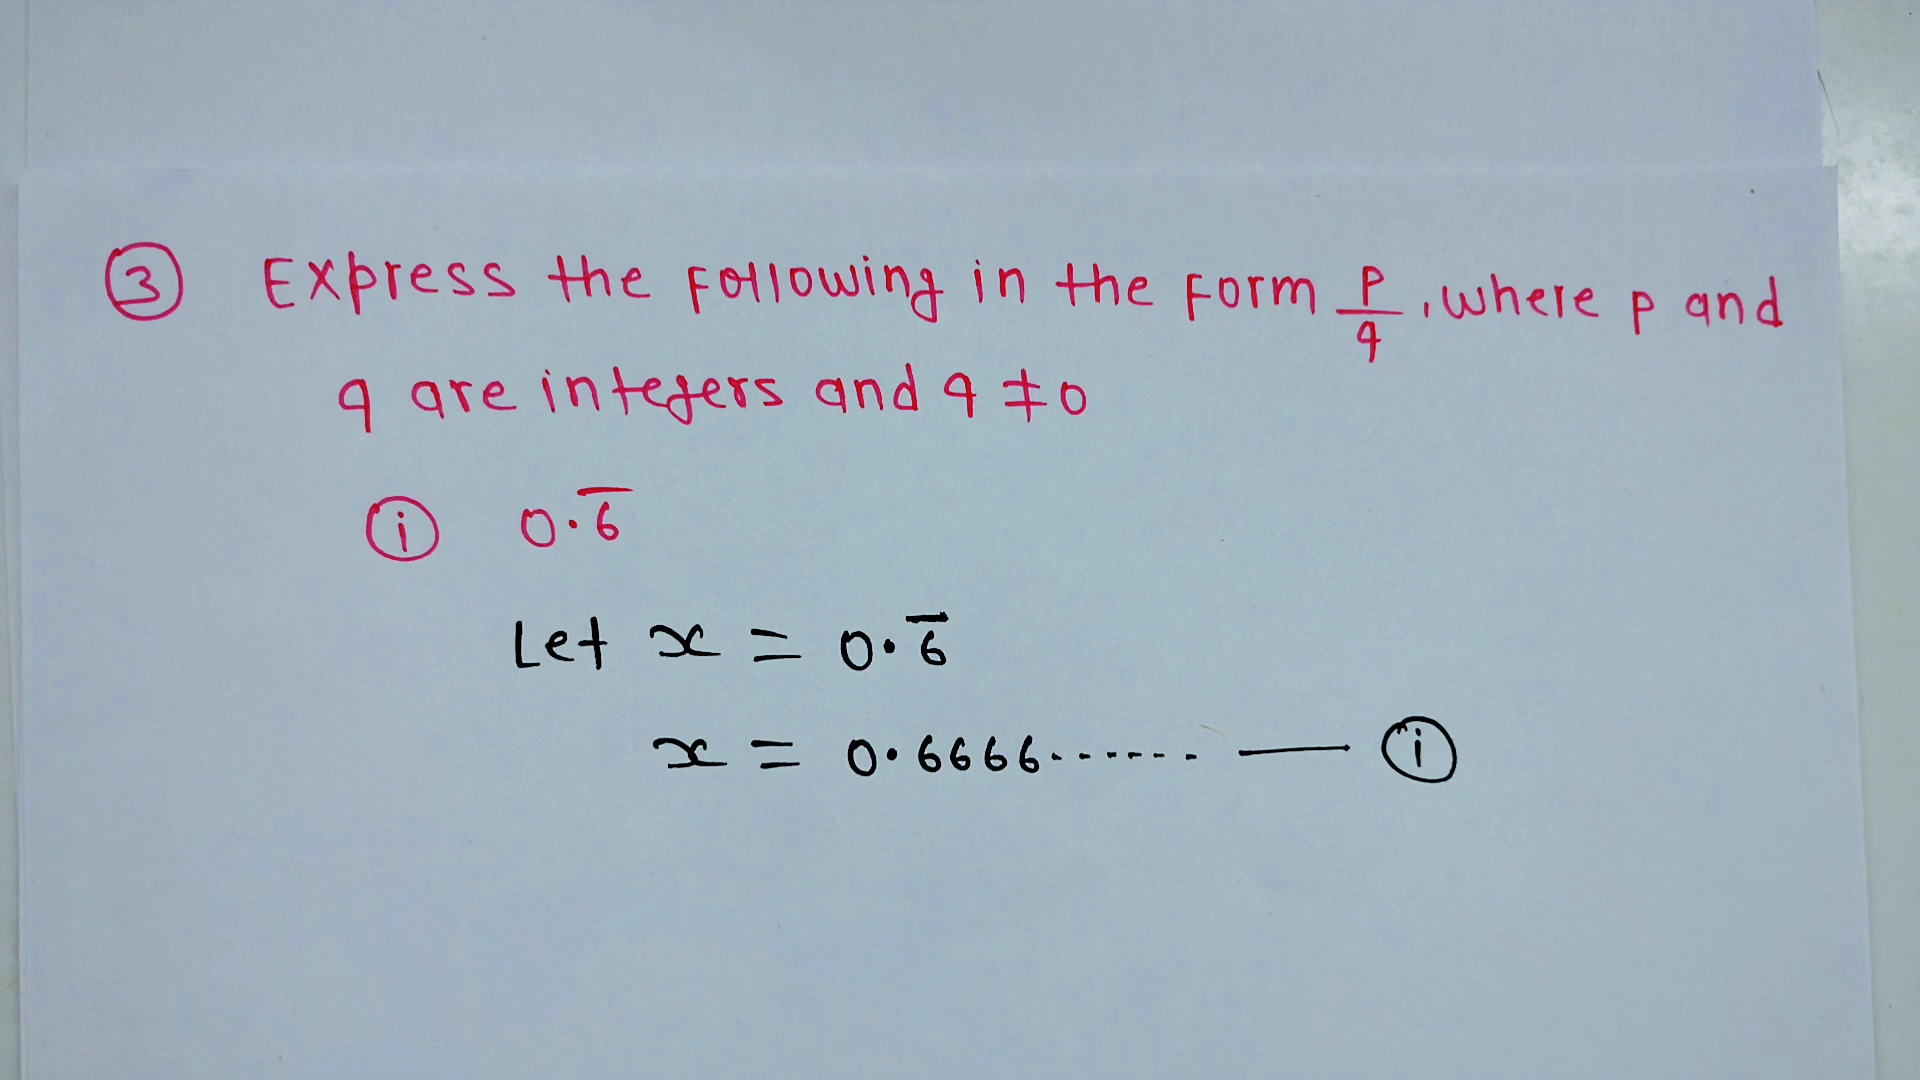 ③ Express the following in the form p/q, where p and
q are integers and q ≠ 0
ⓘ 0.6̅
Let x = 0.6̅
x = 0.6666....... — ⓘ